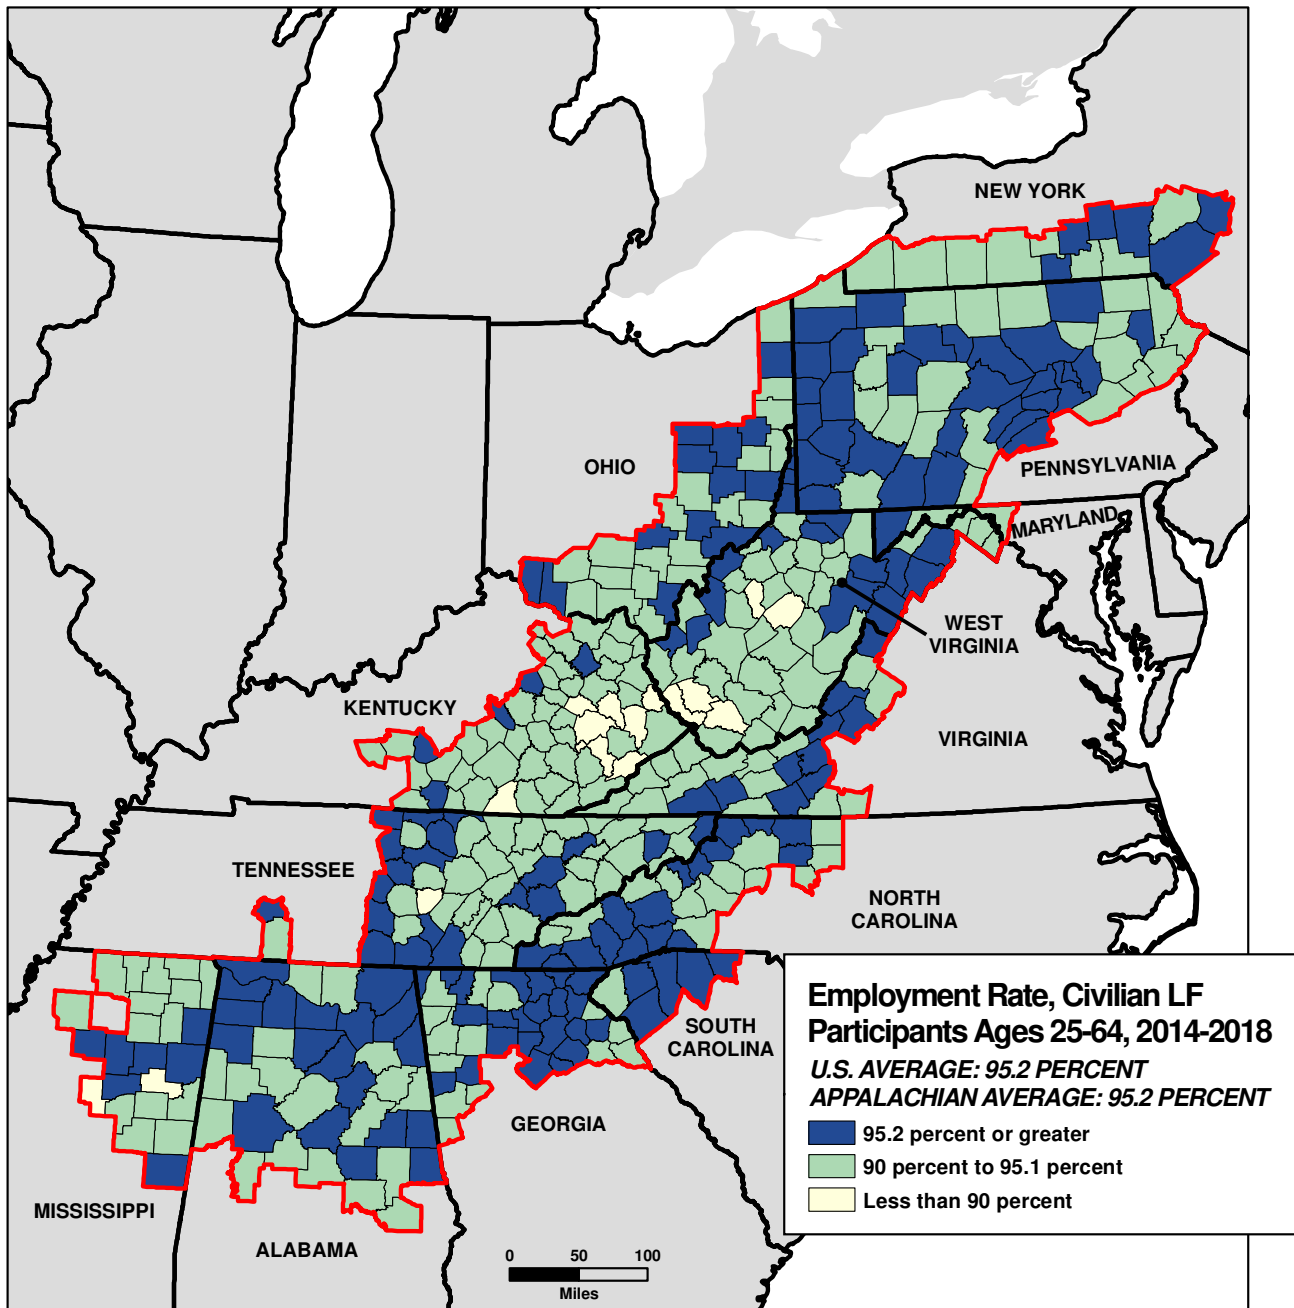 NEW YORK
OHIO
PENNSYLVANIA
MARYLAND
WEST
VIRGINIA
KENTUCKY
VIRGINIA
TENNESSEE
NORTH
CAROLINA
SOUTH
CAROLINA
GEORGIA
MISSISSIPPI
ALABAMA
Employment Rate, Civilian LF
Participants Ages 25-64, 2014-2018
U.S. AVERAGE: 95.2 PERCENT
APPALACHIAN AVERAGE: 95.2 PERCENT
95.2 percent or greater
90 percent to 95.1 percent
Less than 90 percent
0 50 100
Miles